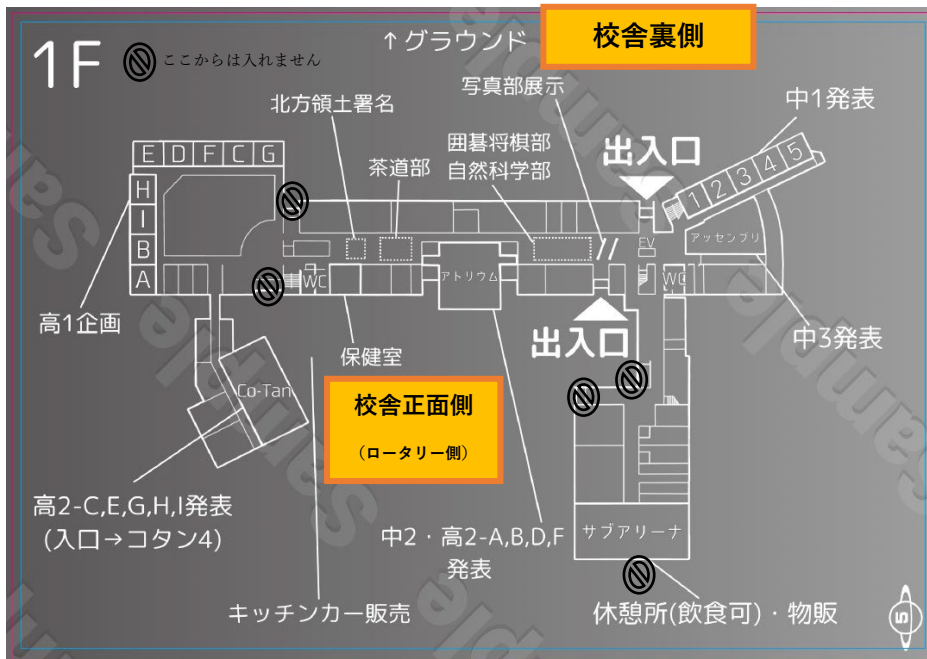 1F
ここからは入れません
↑グラウンド
校舎裏側
写真部展示
北方領土署名
中1発表
茶道部
囲碁将棋部
自然科学部
出入口
E D F C G
H
I
B
A
1 2 3 4 5
アッセンブリ
EV
WC
アトリウム
WC
高1企画
保健室
出入口
中3発表
Co-Tan
校舎正面側
(ロータリー側)
高2-C,E,G,H,I発表
(入口→コタン4)
中2・高2-A,B,D,F
発表
サブアリーナ
キッチンカー販売
休憩所(飲食可)・物販
5
Sample
Sample
Sample
Sample
Sample
Sample